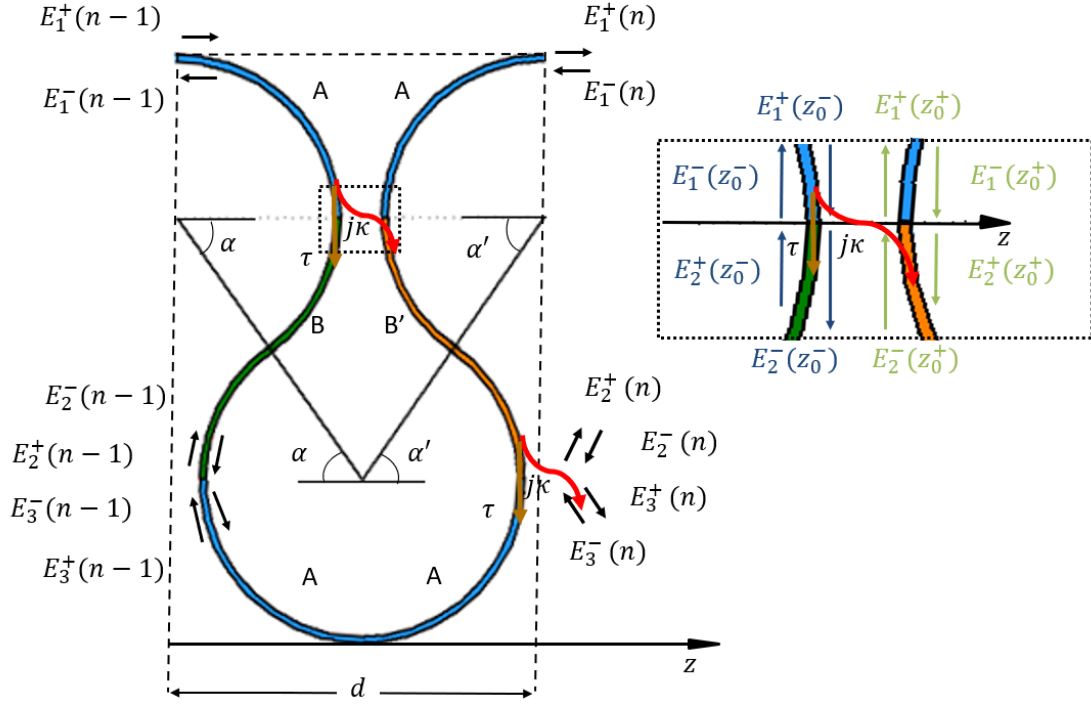 E₁⁺(n − 1)
E₁⁻(n − 1)
A
A
E₁⁺(n)
E₁⁻(n)
α
α′
jκ
τ
B
B′
E₂⁻(n − 1)
E₂⁺(n − 1)
E₃⁻(n − 1)
E₃⁺(n − 1)
α
α′
jκ
τ
A
A
E₂⁺(n)
E₂⁻(n)
E₃⁺(n)
E₃⁻(n)
z
d
E₁⁺(z₀⁻)
E₁⁺(z₀⁺)
E₁⁻(z₀⁻)
E₁⁻(z₀⁺)
z
τ
jκ
E₂⁺(z₀⁻)
E₂⁺(z₀⁺)
E₂⁻(z₀⁻)
E₂⁻(z₀⁺)